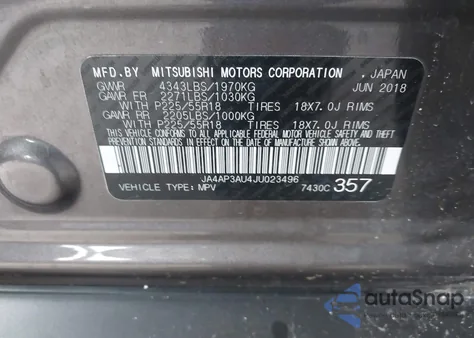 MFD.BY MITSUBISHI MOTORS CORPORATION , JAPAN
GVWR 4343LBS/1970KG JUN 2018
GAWR FR 2271LBS/1030KG
WITH P225/55R18 TIRES 18X7.0J RIMS
GAWR RR 2205LBS/1000KG
WITH P225/55R18 TIRES 18X7.0J RIMS
THIS VEHICLE CONFORMS TO ALL APPLICABLE FEDERAL
MOTOR VEHICLE SAFETY AND BUMPER STANDARDS IN
EFFECT ON THE DATE OF MANUFACTURE SHOWN ABOVE.
JA4AP3AU4JU023496
VEHICLE TYPE: MPV 7430C 357
autoSnap